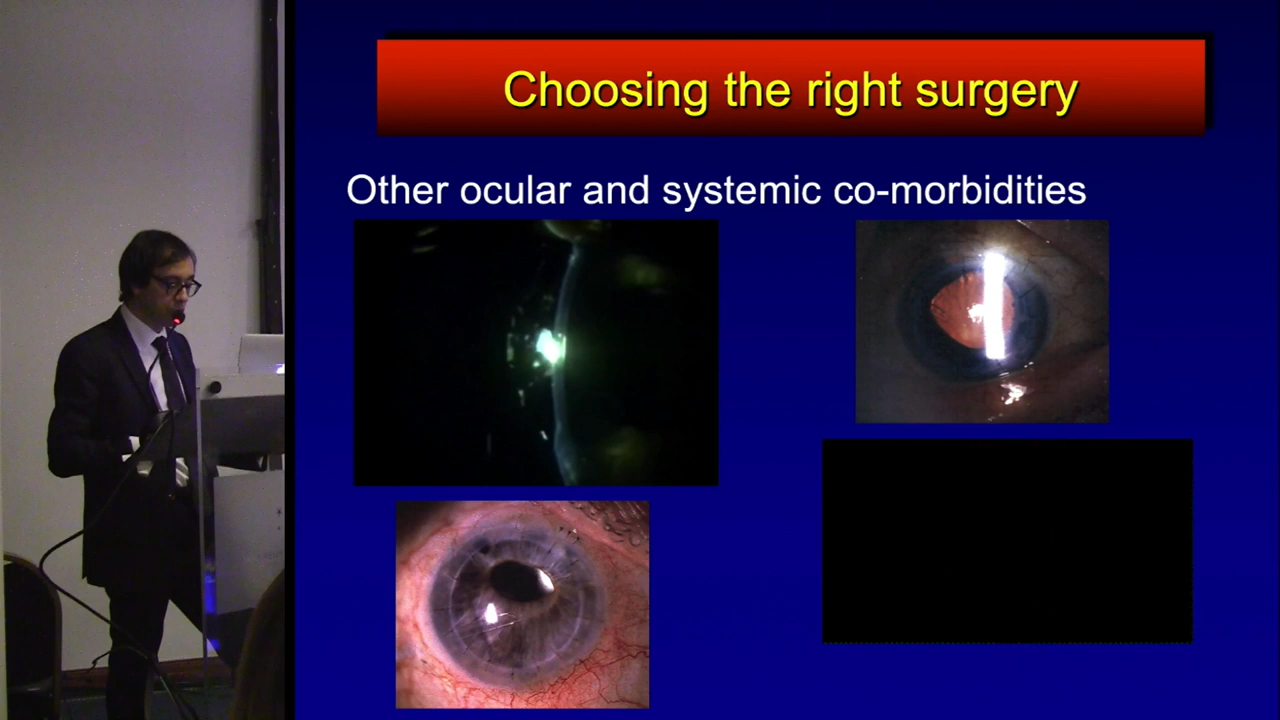 Choosing the right surgery
Other ocular and systemic co-morbidities